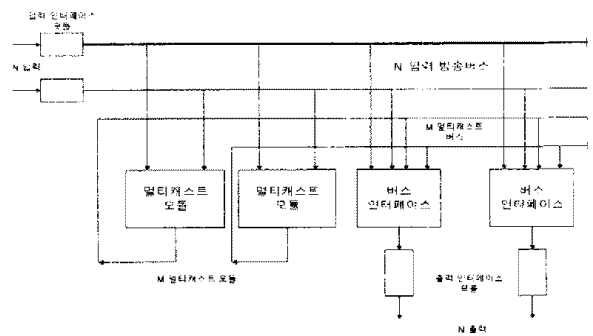 입력 인터페이스
모듈
N 입력
N 입력 방송버스
M 멀티캐스트
버스
멀티캐스트
모듈
멀티캐스트
모듈
버스
인터페이스
버스
인터페이스
M 멀티캐스트 모듈
출력 인터페이스
모듈
N 출력